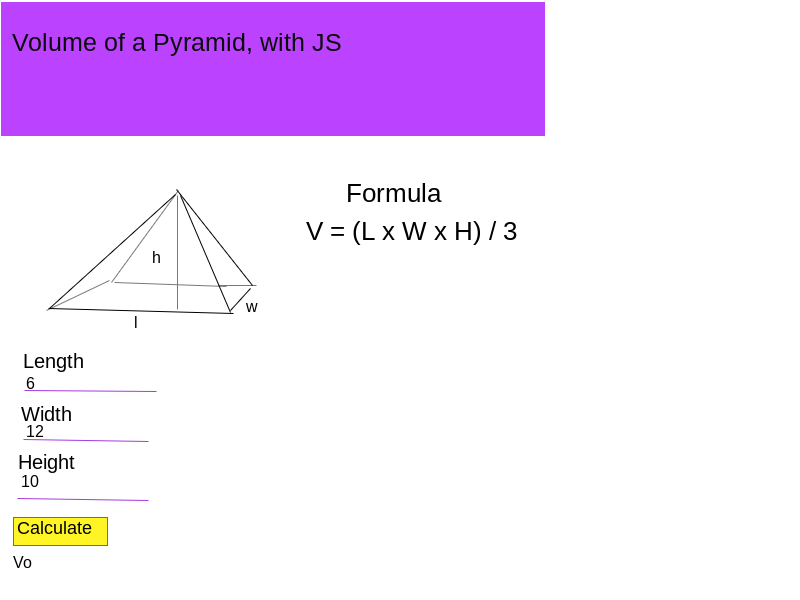 Volume of a Pyramid, with JS
Formula
V = (L x W x H) / 3
h
w
l
Length
6
Width
12
Height
10
Calculate
Vo